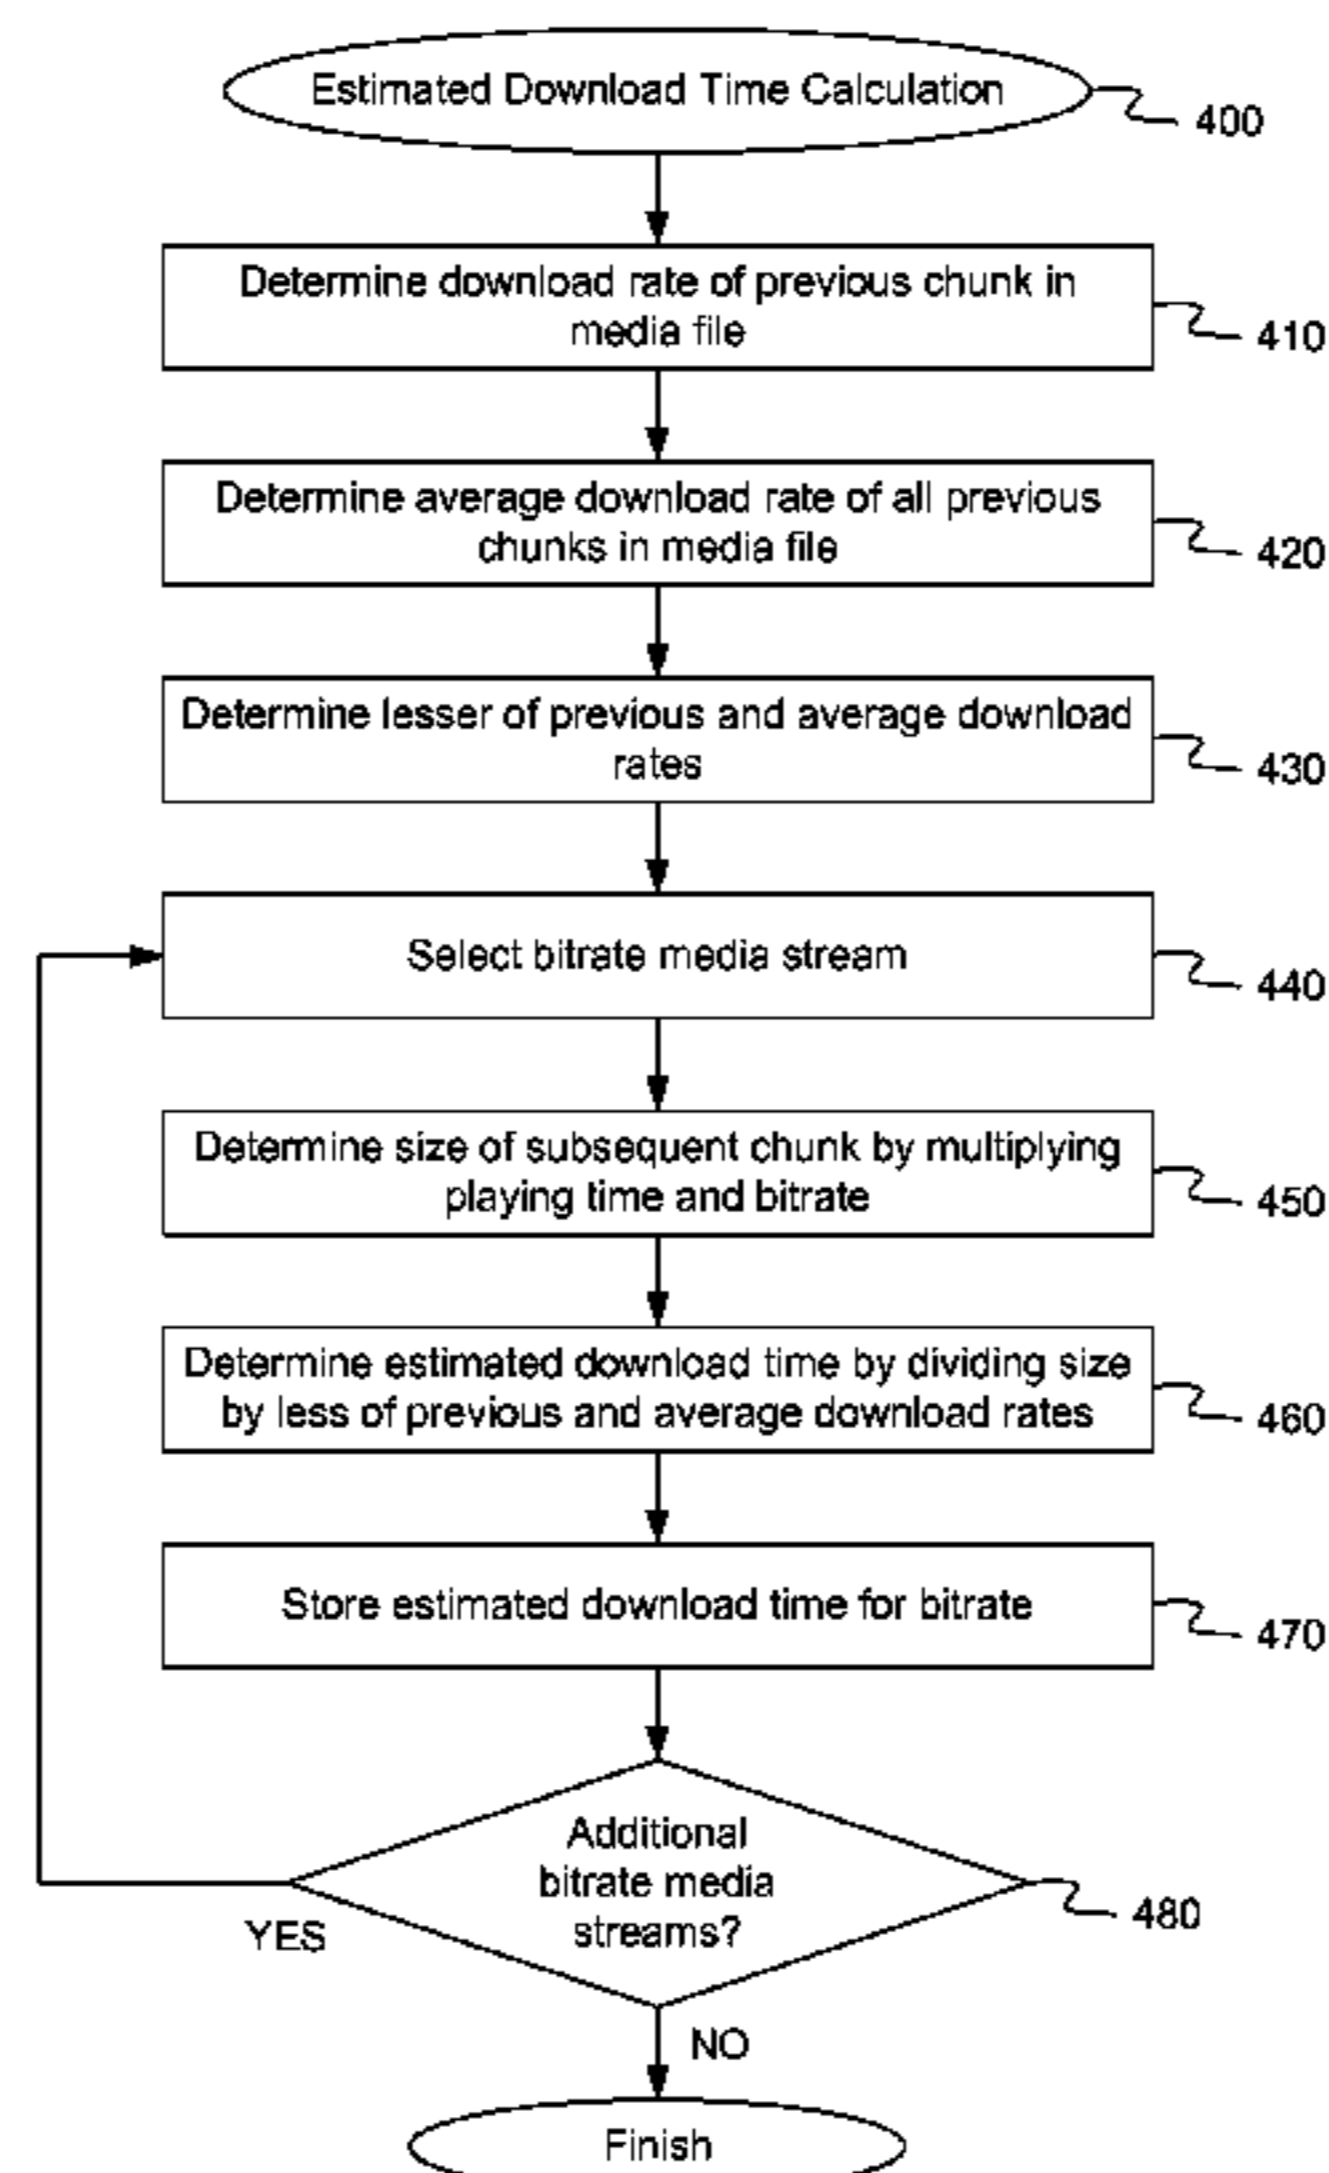 Estimated Download Time Calculation
400
Determine download rate of previous chunk in
media file
410
Determine average download rate of all previous
chunks in media file
420
Determine lesser of previous and average download
rates
430
Select bitrate media stream
440
Determine size of subsequent chunk by multiplying
playing time and bitrate
450
Determine estimated download time by dividing size
by less of previous and average download rates
460
Store estimated download time for bitrate
470
Additional
bitrate media
streams?
480
YES
NO
Finish